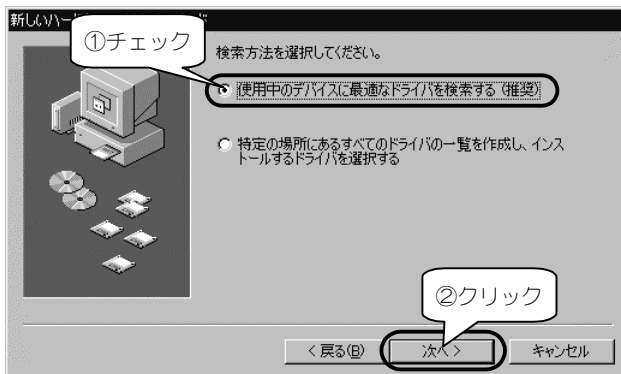 新しいハー
①チェック
検索方法を選択してください。
使用中のデバイスに最適なドライバを検索する（推奨）
特定の場所にあるすべてのドライバの一覧を作成し、インス
トールするドライバを選択する
②クリック
< 戻る(B)
次へ >
キャンセル